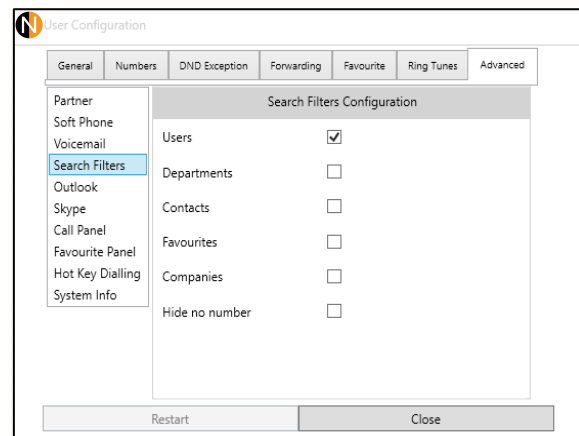 N User Configuration
General Numbers DND Exception Forwarding Favourite Ring Tunes Advanced
Partner
Soft Phone
Voicemail
Search Filters
Outlook
Skype
Call Panel
Favourite Panel
Hot Key Dialling
System Info
Search Filters Configuration
Users
Departments
Contacts
Favourites
Companies
Hide no number
Restart Close